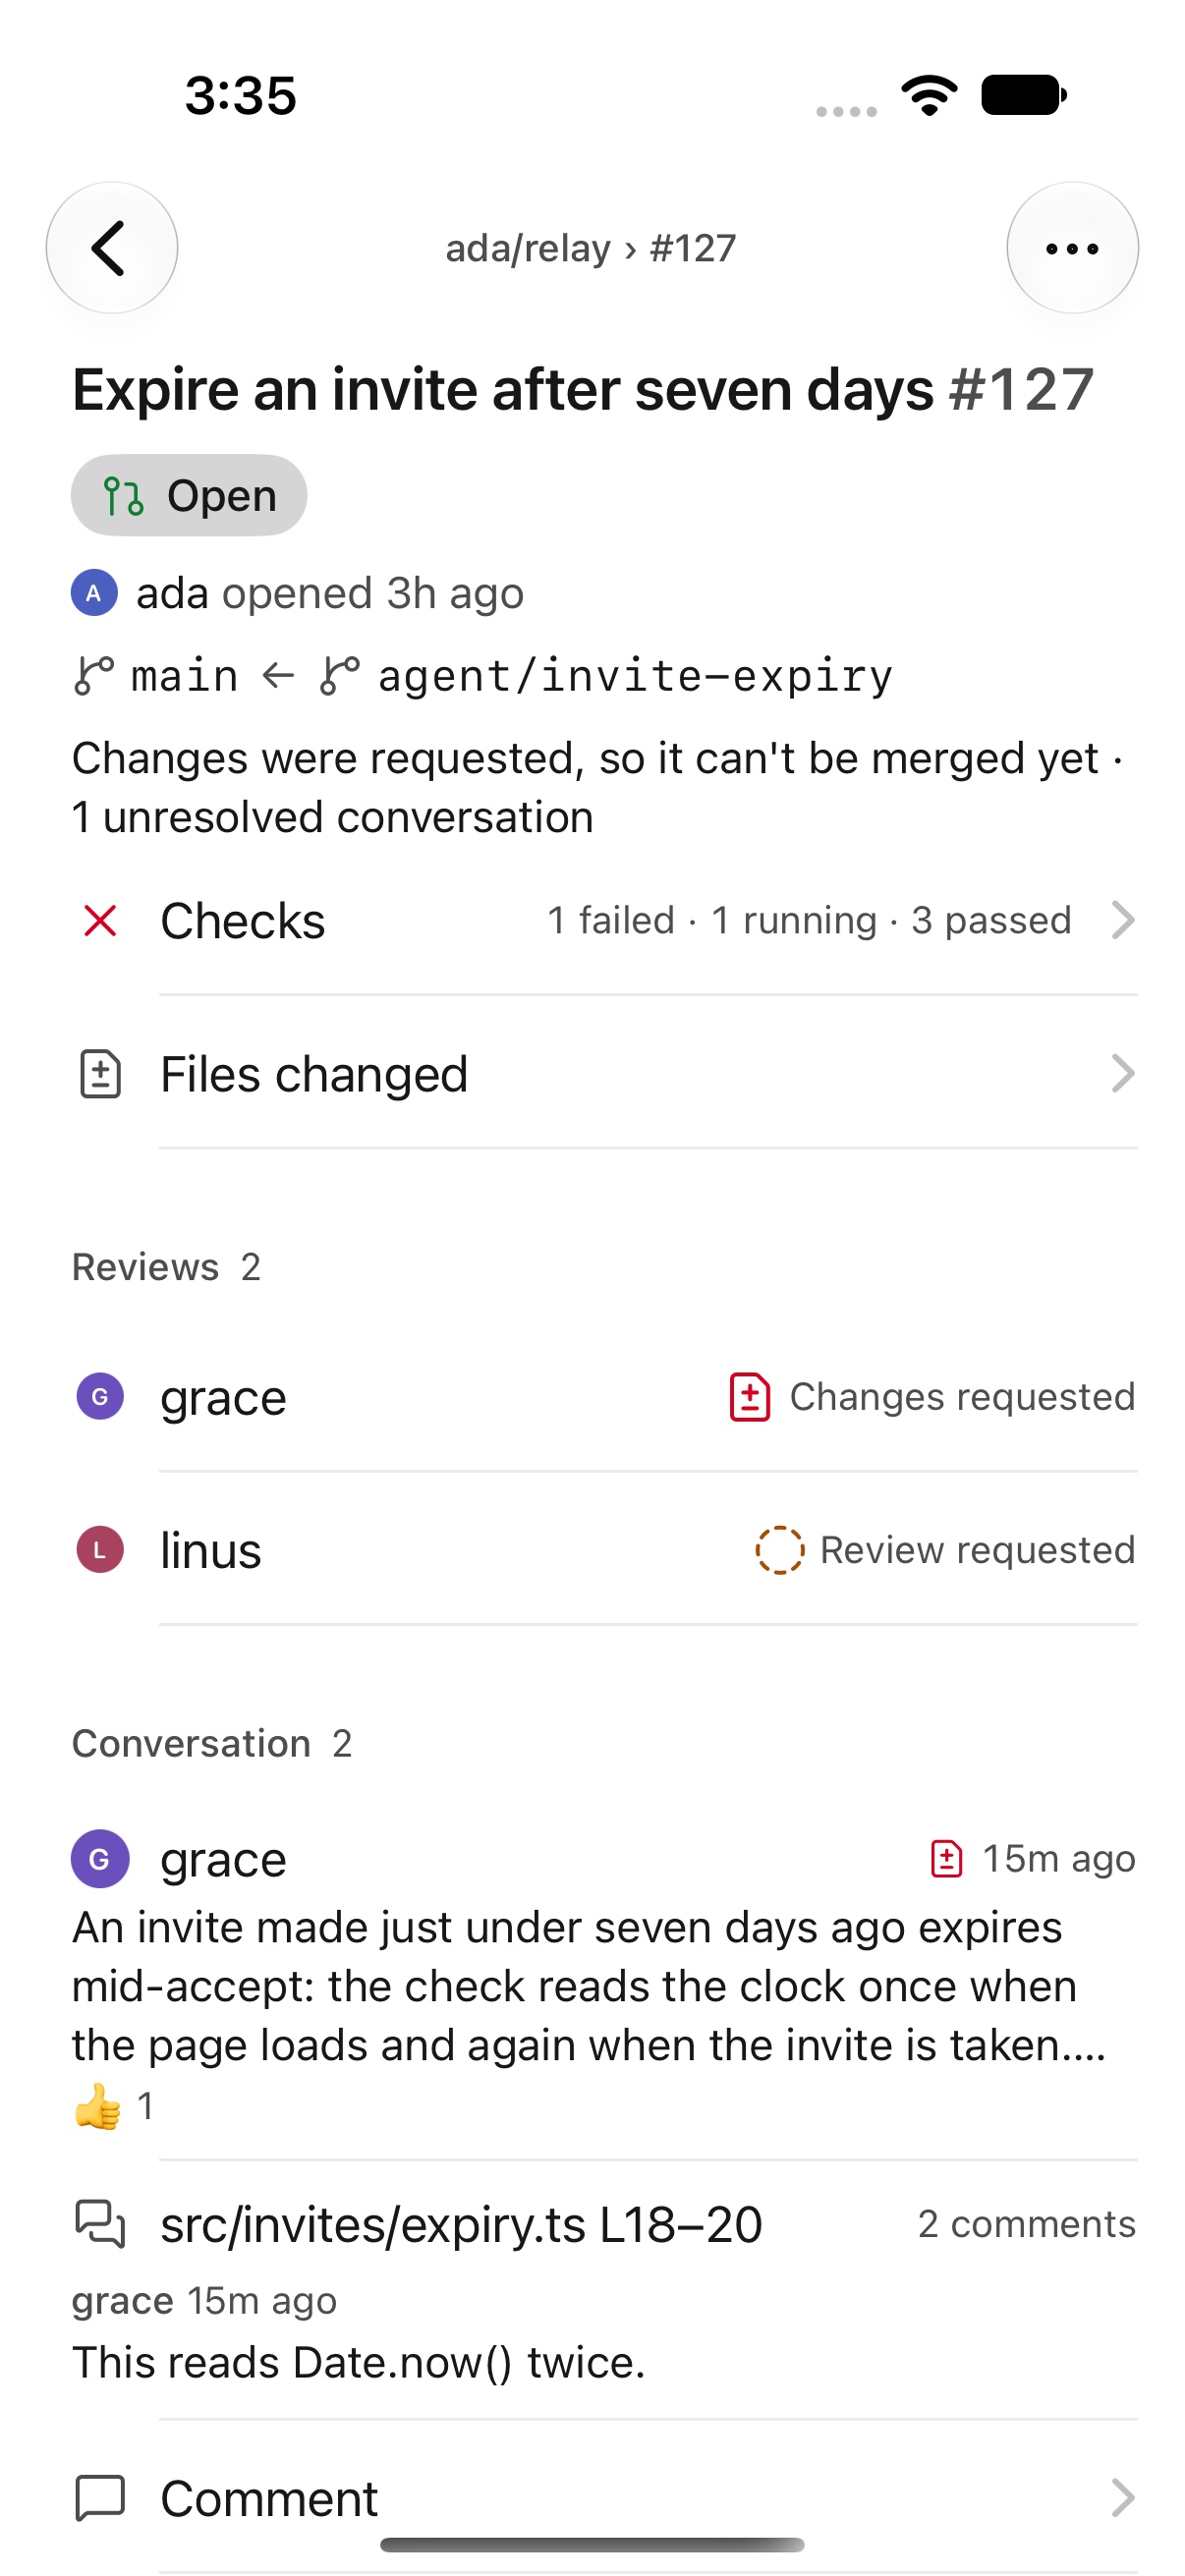 3:35
ada/relay › #127
Expire an invite after seven days #127
Open
A ada opened 3h ago
main ← agent/invite-expiry
Changes were requested, so it can't be merged yet ·
1 unresolved conversation
Checks 1 failed · 1 running · 3 passed
Files changed
Reviews 2
G grace Changes requested
L linus Review requested
Conversation 2
G grace 15m ago
An invite made just under seven days ago expires
mid-accept: the check reads the clock once when
the page loads and again when the invite is taken....
👍 1
src/invites/expiry.ts L18–20 2 comments
grace 15m ago
This reads Date.now() twice.
Comment